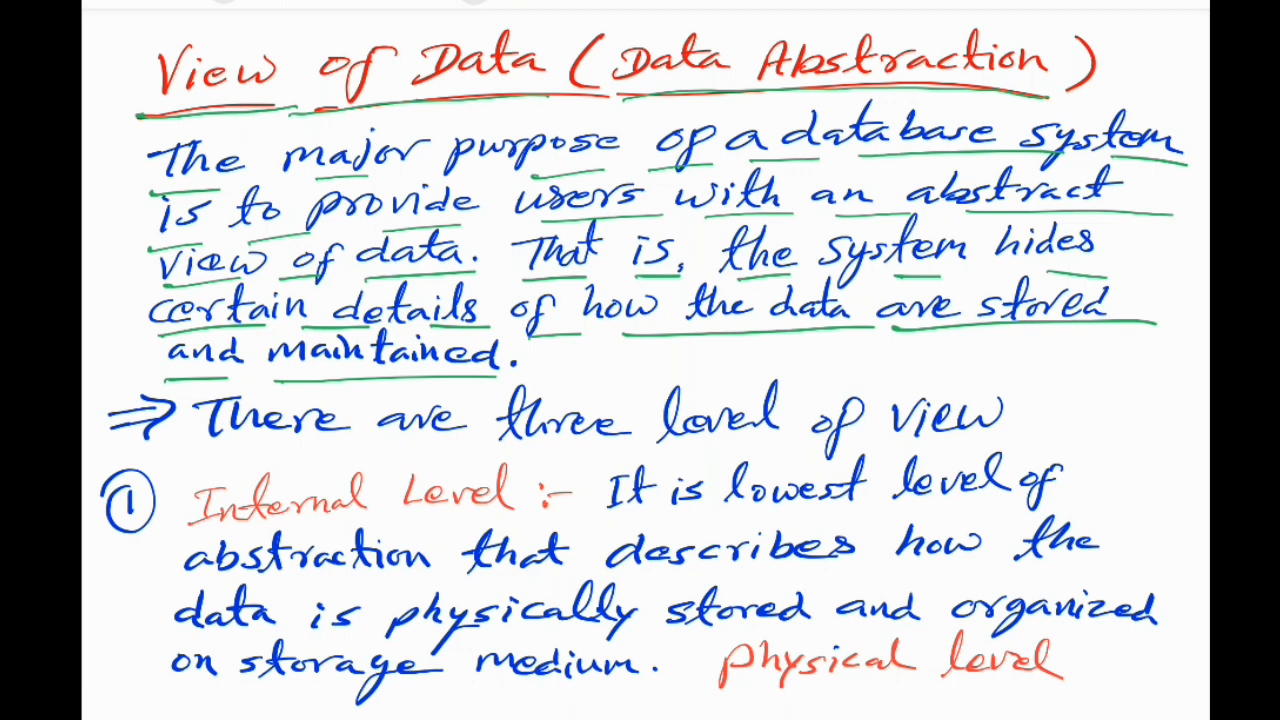 View of Data (Data Abstraction)
The major purpose of a database system
is to provide users with an abstract
view of data. That is, the system hides
certain details of how the data are stored
and maintained.
⇒ There are three level of view
① Internal Level :- It is lowest level of
abstraction that describes how the
data is physically stored and organized
on storage medium. physical level